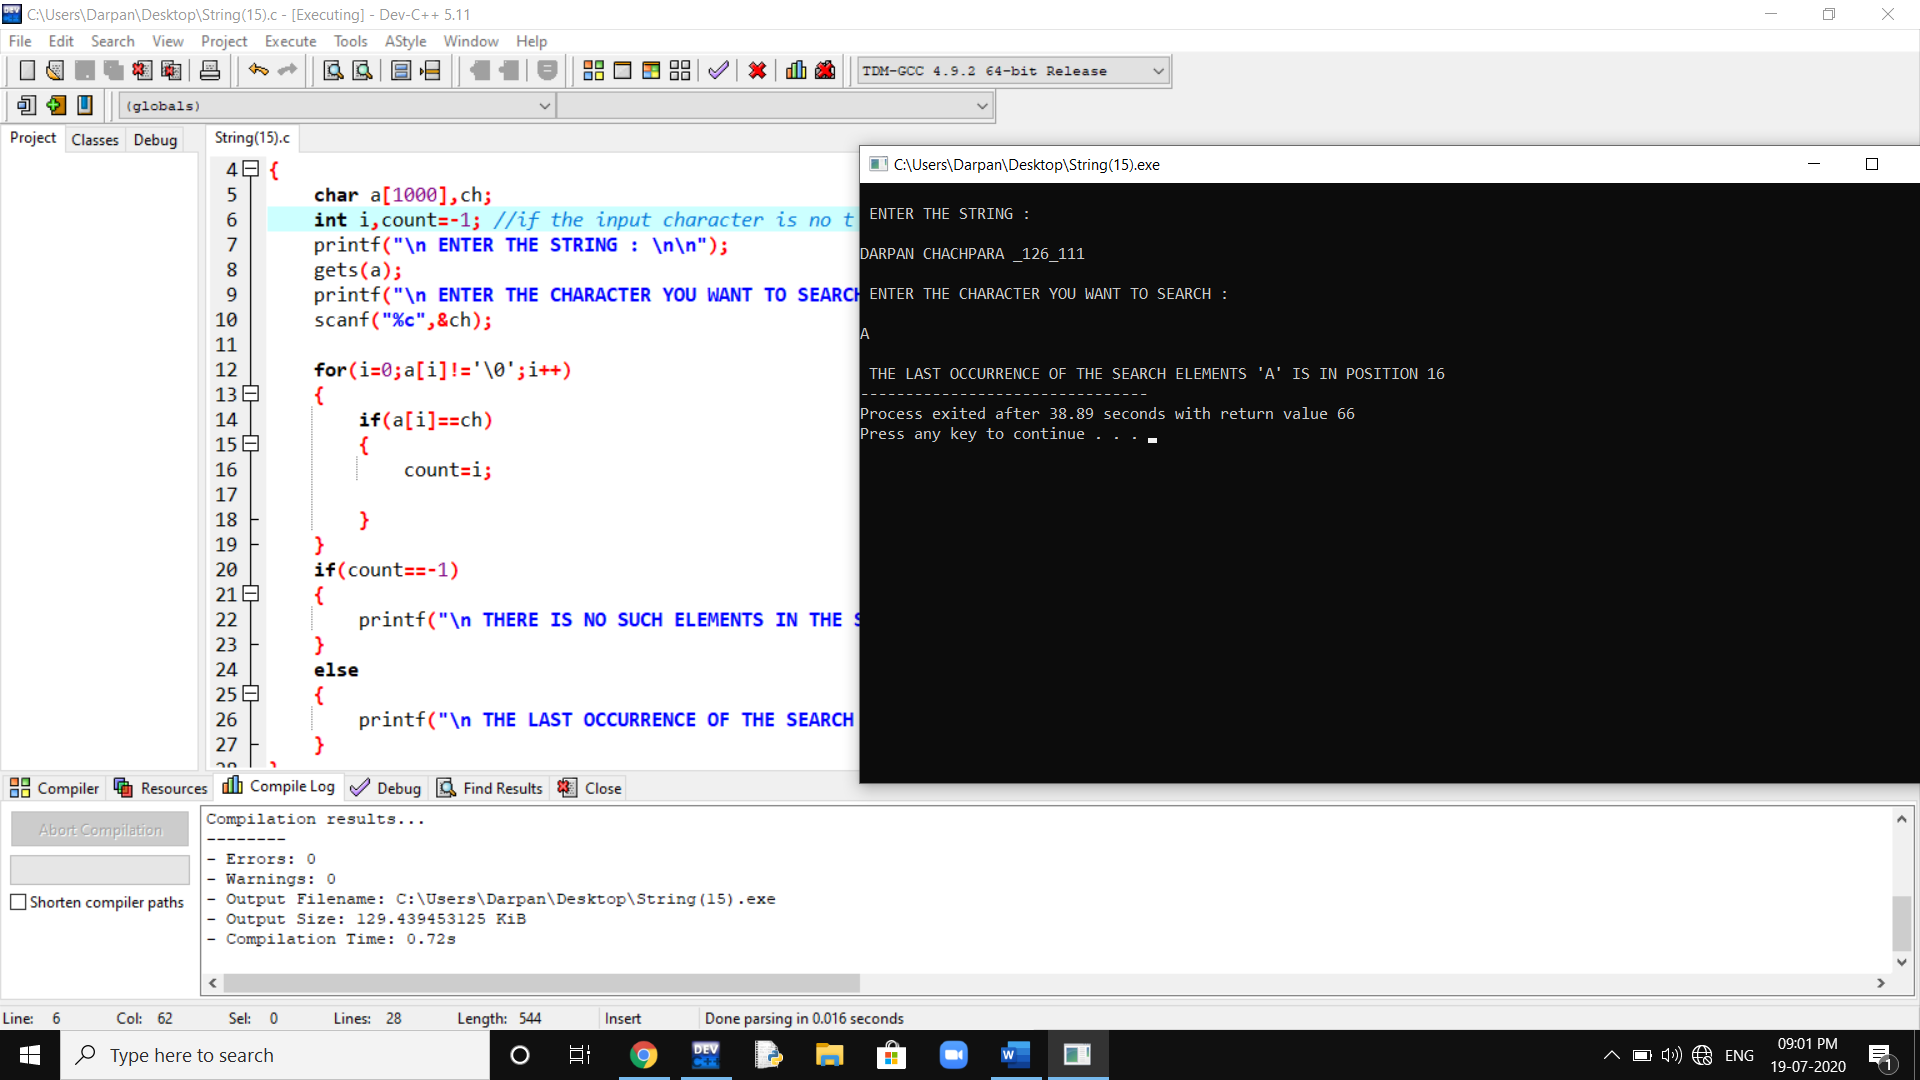 C:\Users\Darpan\Desktop\String(15).c - [Executing] - Dev-C++ 5.11
File Edit Search View Project Execute Tools AStyle Window Help
TDM-GCC 4.9.2 64-bit Release
(globals)
Project Classes Debug
String(15).c
4 {
5 char a[1000],ch;
6 int i,count=-1; //if the input character is no t
7 printf("\n ENTER THE STRING : \n\n");
8 gets(a);
9 printf("\n ENTER THE CHARACTER YOU WANT TO SEARCH
10 scanf("%c",&ch);
11
12 for(i=0;a[i]!='\0';i++)
13 {
14 if(a[i]==ch)
15 {
16 count=i;
17
18 }
19 }
20 if(count==-1)
21 {
22 printf("\n THERE IS NO SUCH ELEMENTS IN THE S
23 }
24 else
25 {
26 printf("\n THE LAST OCCURRENCE OF THE SEARCH
27 }
28 }
C:\Users\Darpan\Desktop\String(15).exe
ENTER THE STRING :
DARPAN CHACHPARA _126_111
ENTER THE CHARACTER YOU WANT TO SEARCH :
A
THE LAST OCCURRENCE OF THE SEARCH ELEMENTS 'A' IS IN POSITION 16
--------------------------------
Process exited after 38.89 seconds with return value 66
Press any key to continue . . .
Compiler Resources Compile Log Debug Find Results Close
Abort Compilation
Shorten compiler paths
Compilation results...
--------
- Errors: 0
- Warnings: 0
- Output Filename: C:\Users\Darpan\Desktop\String(15).exe
- Output Size: 129.439453125 KiB
- Compilation Time: 0.72s
Line: 6 Col: 62 Sel: 0 Lines: 28 Length: 544 Insert Done parsing in 0.016 seconds
Type here to search
DEV
ENG
09:01 PM
19-07-2020
1